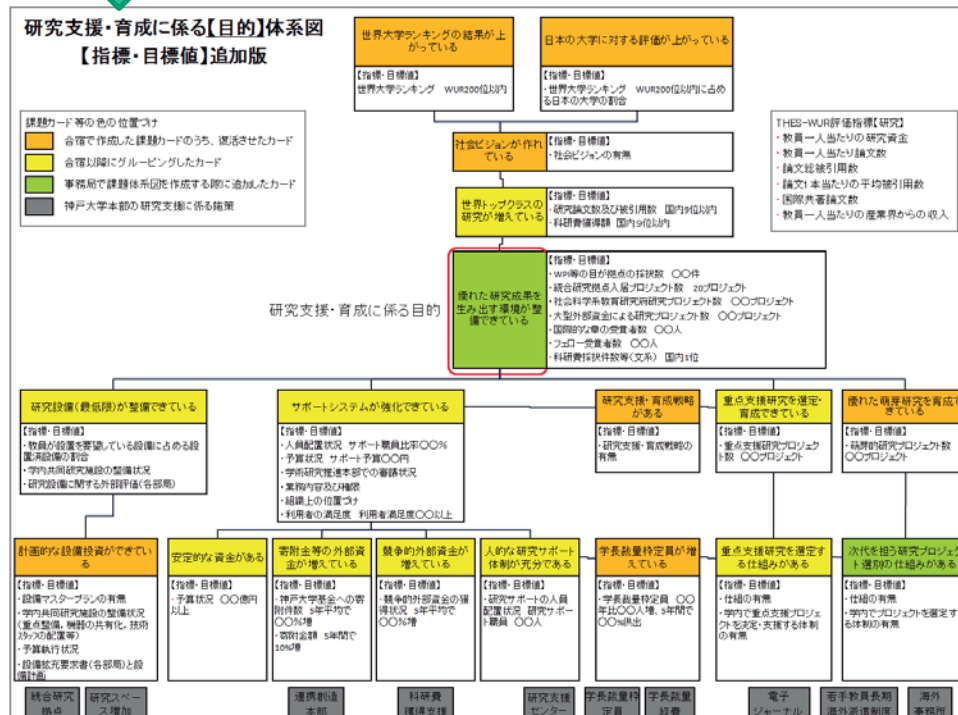 研究支援・育成に係る【目的】体系図
【指標・目標値】追加版
世界大学ランキングの結果が上
がっている
【指標・目標値】
世界大学ランキング WUR200位以内
日本の大学に対する評価が上がっている
【指標・目標値】
・世界大学ランキング WUR200位以内に占め
る日本の大学の割合
課題カード等の色の位置づけ
合宿で作成した課題カードのうち、復活させたカード
合宿以降にグルーピングしたカード
事務局で課題体系図を作成する際に追加したカード
神戸大学本部の研究支援に係る施策
THES-WUR評価指標【研究】
・教員一人当たりの研究資金
・教員一人当たり論文数
・論文総被引用数
・論文1本当たりの平均被引用数
・国際共著論文数
・教員一人当たりの産業界からの収入
社会ビジョンが作れ
ている
【指標・目標値】
・社会ビジョンの有無
世界トップクラスの
研究が増えている
【指標・目標値】
・研究論文数及び被引用数 国内9位以内
・科研費獲得額 国内9位以内
研究支援・育成に係る目的
優れた研究成果を
生み出す環境が整
備できている
【指標・目標値】
・WPI等の目が拠点の採択数 〇〇件
・統合研究拠点入居プロジェクト数 20プロジェクト
・社会科学系教育研究府研究プロジェクト数 〇〇プロジェクト
・大型外部資金による研究プロジェクト数 〇〇プロジェクト
・国際的な章の受賞者数 〇〇人
・フェロー受賞者数 〇〇人
・科研費採択件数等(文系) 国内1位
研究設備(最低限)が整備できている
【指標・目標値】
・教員が設置を要望している設備に占める設
置済設備の割合
・学内共同研究施設の整備状況
・研究設備に関する外部評価(各部局)
サポートシステムが強化できている
【指標・目標値】
・人員配置状況 サポート職員比率〇〇%
・予算状況 サポート予算〇〇円
・学術研究推進本部での審議状況
・業務内容及び権限
・組織上の位置づけ
・利用者の満足度 利用者満足度〇〇以上
研究支援・育成戦略
がある
【指標・目標値】
・研究支援・育成戦略の
有無
重点支援研究を選定・
育成できている
【指標・目標値】
・重点支援研究プロジェク
ト数 〇〇プロジェクト
優れた萌芽研究を育成で
きている
【指標・目標値】
・萌芽的研究プロジェクト数
〇〇プロジェクト
計画的な設備投資ができてい
る
【指標・目標値】
・設備マスタープランの有無
・学内共同研究施設の整備状況
(重点整備、機器の共有化、技術
スタッフの配置等)
・予算執行状況
・設備拡充要求書(各部局)と設
備計画
安定的な資金がある
【指標・目標値】
・予算状況 〇〇億円
以上
寄附金等の外部資
金が増えている
【指標・目標値】
・神戸大学基金への寄
附件数 5年平均で
〇〇%増
・寄附金額 5年間で
10%増
競争的外部資金が
増えている
【指標・目標値】
・競争的外部資金の獲
得状況 5年平均で
〇〇%増
人的な研究サポート
体制が充分である
【指標・目標値】
・研究サポートの人員
配置状況 研究サポー
ト職員 〇〇人
学長裁量枠定員が増
えている
【指標・目標値】
・学長裁量枠定員 〇〇
年比〇〇人増、5年間で
〇〇%拠出
重点支援研究を選定す
る仕組みがある
【指標・目標値】
・仕組の有無
・学内で重点支援プロジェ
クトを決定・支援する体制
の有無
次代を担う研究プロジェク
ト選別の仕組みがある
【指標・目標値】
・仕組の有無
・学内でプロジェクトを選定す
る体制の有無
統合研究
拠点
研究スペー
ス増加
連携創造
本部
科研費
獲得支援
研究支援
センター
学長裁量枠
定員
学長裁量
経費
電子
ジャーナル
若手教員長期
海外派遣制度
海外
事務所